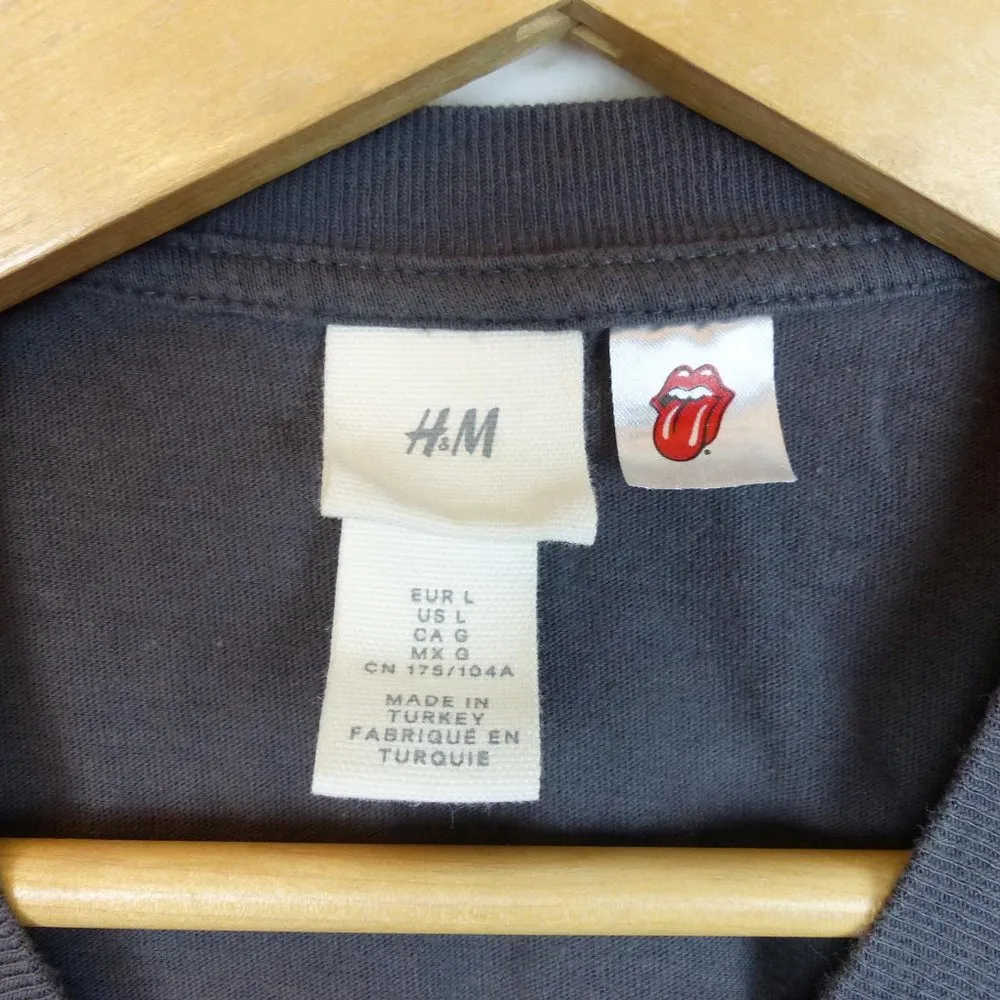 H&M
EUR L
US L
CA G
MX G
CN 175/104A
MADE IN
TURKEY
FABRIQUÉ EN
TURQUIE